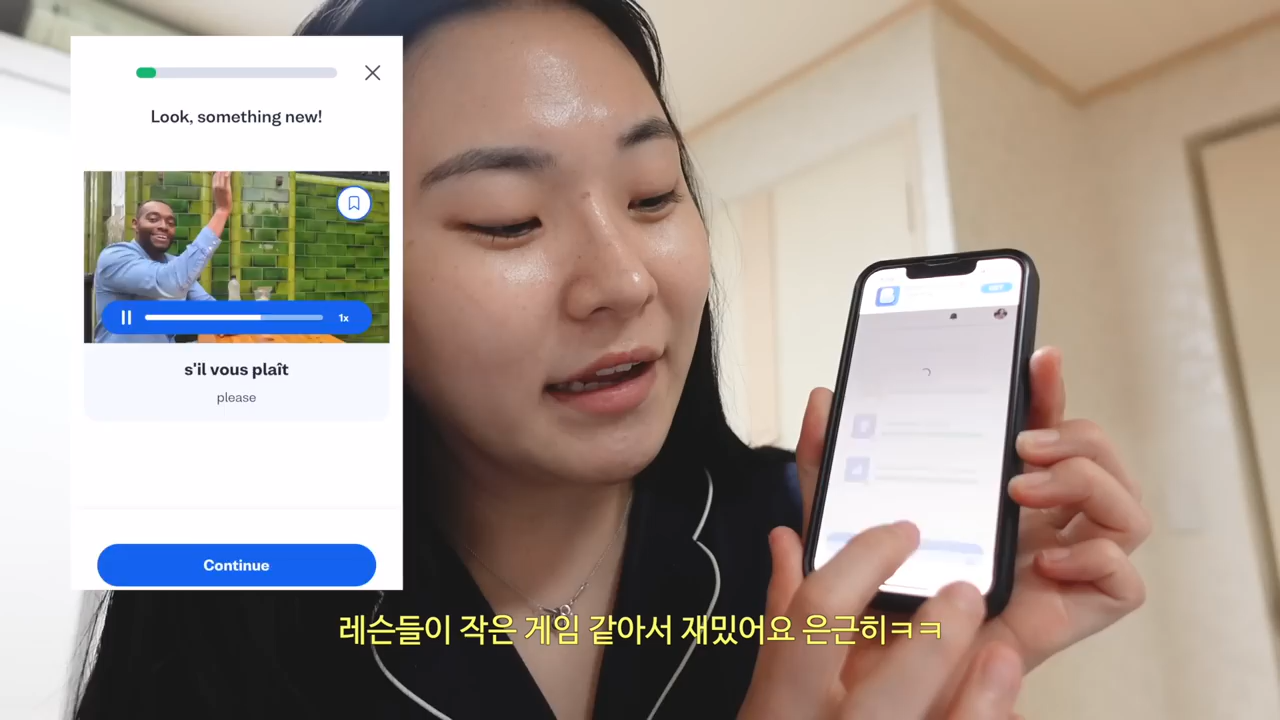 Look, something new!
1x
s'il vous plaît
please
Continue
레슨들이 작은 게임 같아서 재밌어요 은근히ㅋㅋ